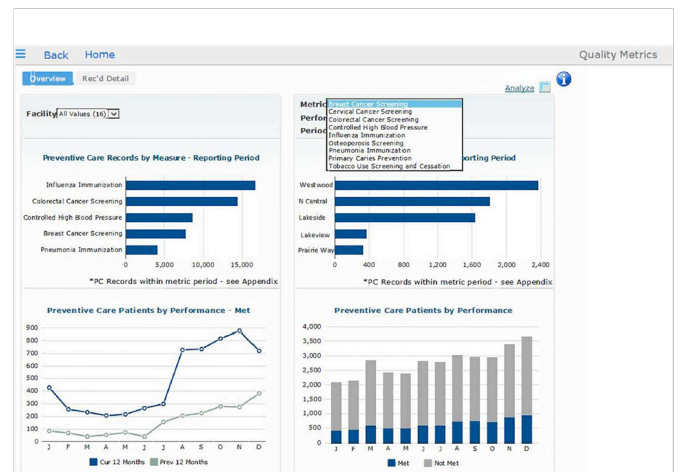 Back Home Quality Metrics
Overview Rec'd Detail
Analyze
Facility All Values (16)
Metric Breast Cancer Screening
Cervical Cancer Screening
Colorectal Cancer Screening
Controlled High Blood Pressure
Influenza Immunization
Osteoporosis Screening
Pneumonia Immunization
Primary Caries Prevention
Tobacco Use Screening and Cessation
Perfor
Period
Preventive Care Records by Measure - Reporting Period
Influenza Immunization
Colorectal Cancer Screening
Controlled High Blood Pressure
Breast Cancer Screening
Pneumonia Immunization
0 5,000 10,000 15,000
*PC Records within metric period - see Appendix
orting Period
Westwood
N Central
Lakeside
Lakeview
Prairie Way
0 400 800 1,200 1,600 2,000 2,400
*PC Records within metric period - see Appendix
Preventive Care Patients by Performance - Met
900
800
700
600
500
400
300
200
100
0
J F M A M J J A S O N D
Cur 12 Months Prev 12 Months
Preventive Care Patients by Performance
4,000
3,500
3,000
2,500
2,000
1,500
1,000
500
0
J F M A M J J A S O N D
Met Not Met